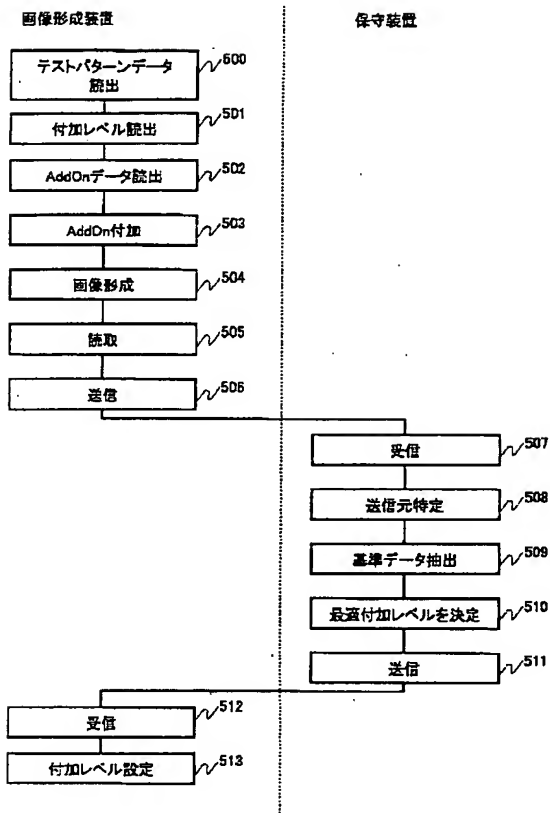 画像形成装置
保守装置
テストパターンデータ
読出
500
付加レベル読出
501
AddOnデータ読出
502
AddOn付加
503
画像形成
504
読取
505
送信
506
受信
507
送信元特定
508
基準データ抽出
509
最適付加レベルを決定
510
送信
511
受信
512
付加レベル設定
513